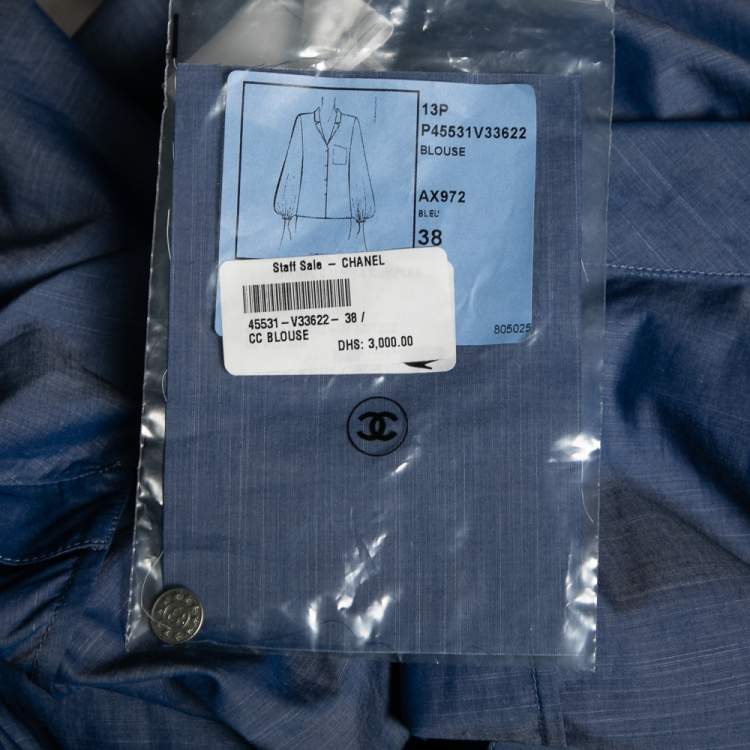 13P
P45531V33622
BLOUSE
AX972
BLEU
38
Staff Sale - CHANEL
45531-V33622- 38 /
CC BLOUSE
DHS: 3,000.00
805025